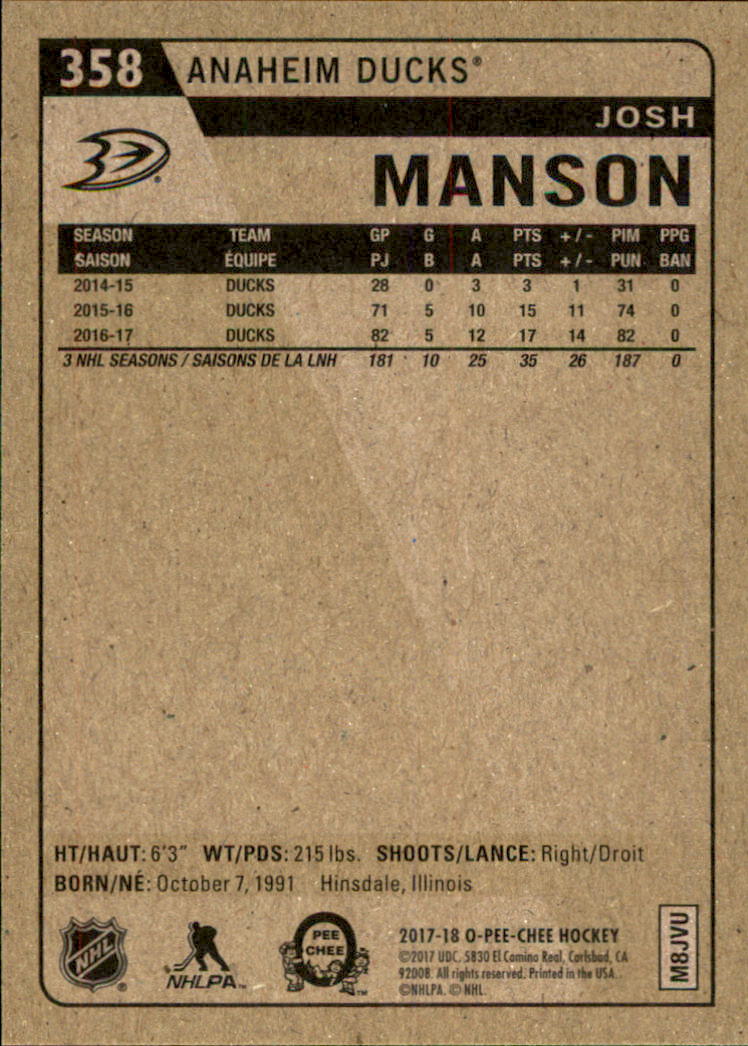 358 ANAHEIM DUCKS®
JOSH
MANSON
SEASON TEAM GP G A PTS +/- PIM PPG
SAISON ÉQUIPE PJ B A PTS +/- PUN BAN
2014-15 DUCKS 28 0 3 3 1 31 0
2015-16 DUCKS 71 5 10 15 11 74 0
2016-17 DUCKS 82 5 12 17 14 82 0
3 NHL SEASONS / SAISONS DE LA LNH 181 10 25 35 26 187 0
HT/HAUT: 6'3" WT/PDS: 215 lbs. SHOOTS/LANCE: Right/Droit
BORN/NÉ: October 7, 1991 Hinsdale, Illinois
NHL
NHLPA™
O PEE CHEE™
2017-18 O-PEE-CHEE HOCKEY
©2017 UDC, 5830 El Camino Real, Carlsbad, CA
92008. All rights reserved. Printed in the USA.
©NHLPA. © NHL.
M8JVU